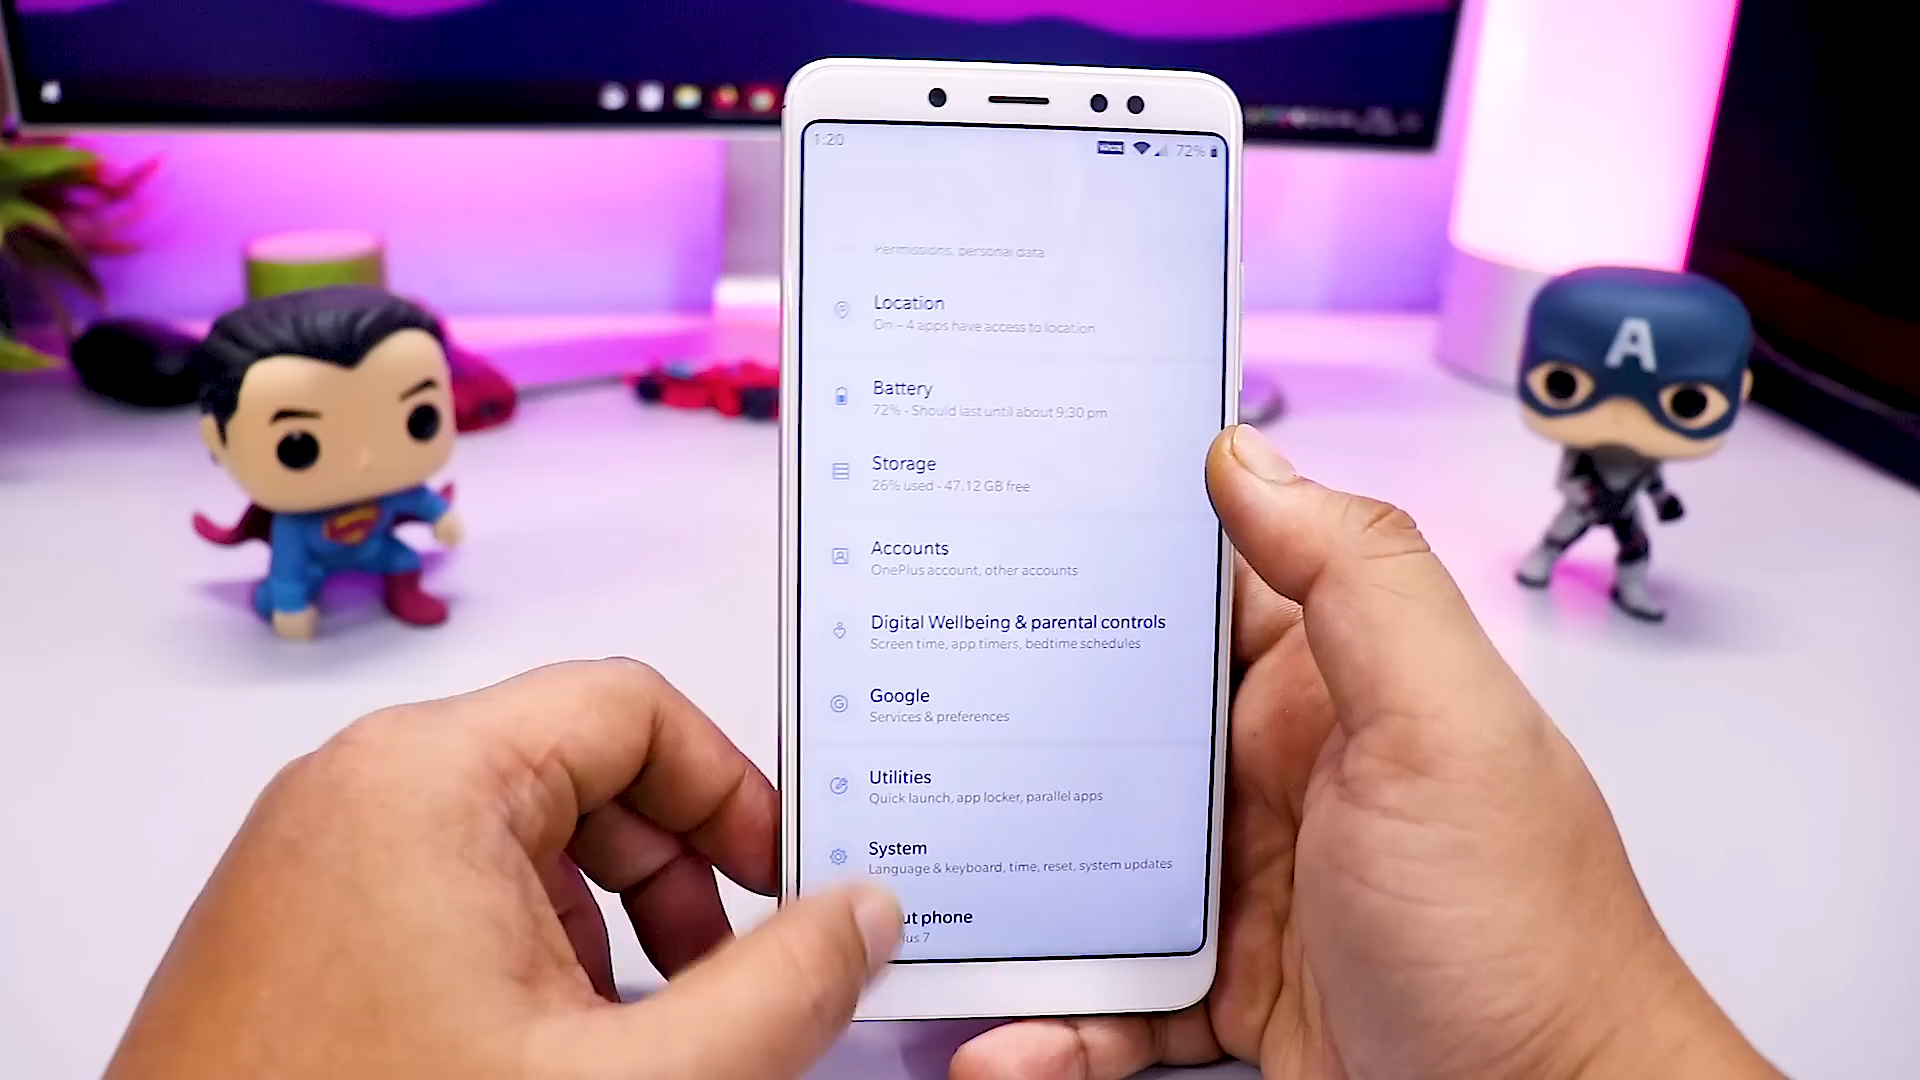 1:20
72%
Permissions, personal data
Location
On – 4 apps have access to location
Battery
72% - Should last until about 9:30 pm
Storage
26% used - 47.12 GB free
Accounts
OnePlus account, other accounts
Digital Wellbeing & parental controls
Screen time, app timers, bedtime schedules
Google
Services & preferences
Utilities
Quick launch, app locker, parallel apps
System
Language & keyboard, time, reset, system updates
ut phone
lus 7
A